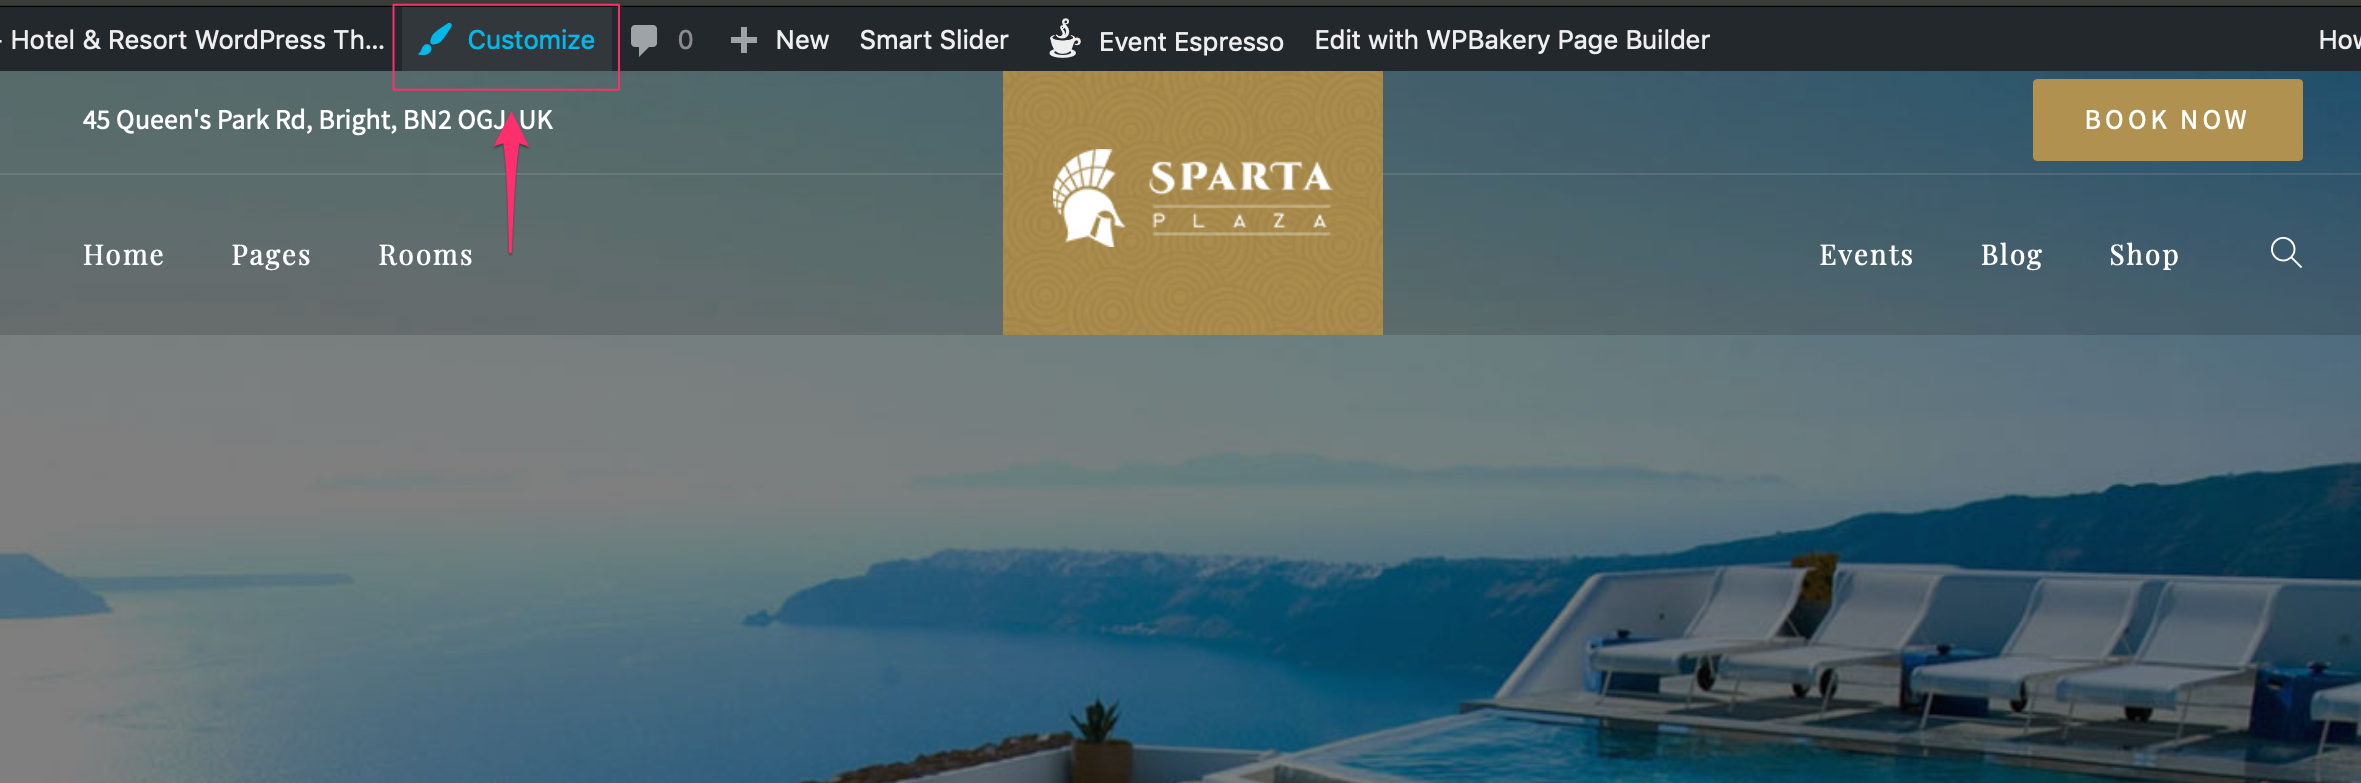 - Hotel & Resort WordPress Th... Customize 0 New Smart Slider Event Espresso Edit with WPBakery Page Builder
45 Queen's Park Rd, Bright, BN2 OGJ, UK
BOOK NOW
SPARTA
PLAZA
Home Pages Rooms Events Blog Shop